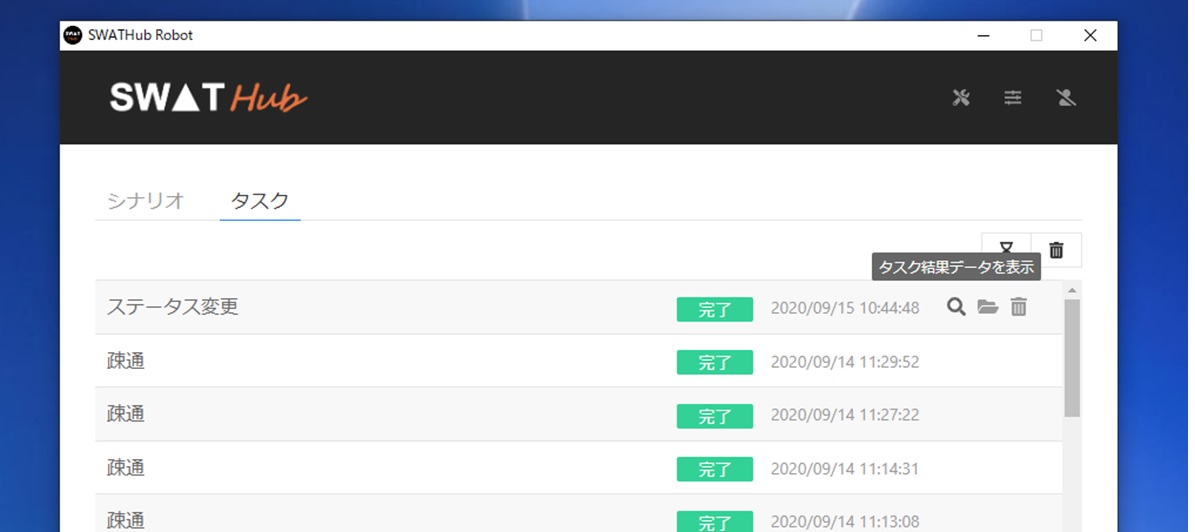 SWATHub Robot
SWAT Hub
シナリオ タスク
タスク結果データを表示
ステータス変更 完了 2020/09/15 10:44:48
疎通 完了 2020/09/14 11:29:52
疎通 完了 2020/09/14 11:27:22
疎通 完了 2020/09/14 11:14:31
疎通 完了 2020/09/14 11:13:08